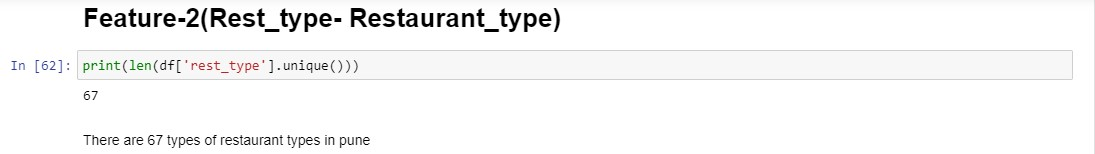 Feature-2(Rest_type- Restaurant_type)
In [62]: print(len(df['rest_type'].unique()))
67
There are 67 types of restaurant types in pune